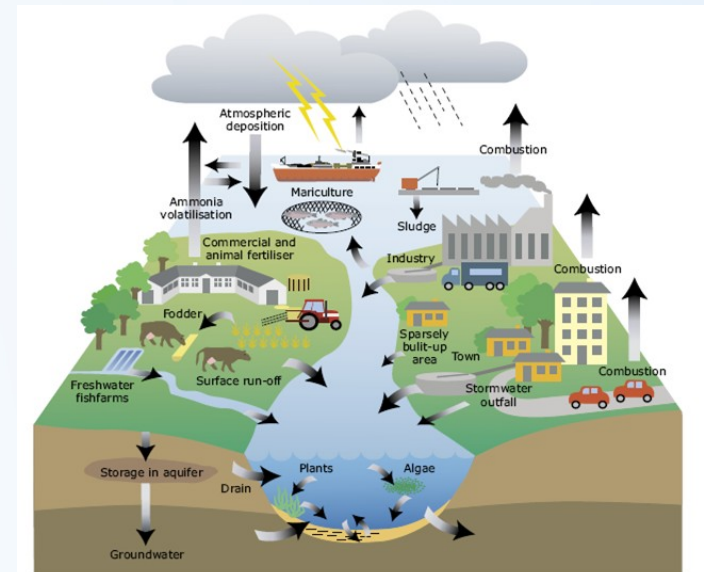 Atmospheric
deposition
Combustion
Mariculture
Ammonia
volatilisation
Sludge
Commercial and
animal fertiliser
Industry
Combustion
Fodder
Sparsely
bulit-up
area
Town
Combustion
Freshwater
fishfarms
Surface run-off
Stormwater
outfall
Storage in aquifer
Plants
Algae
Drain
Groundwater